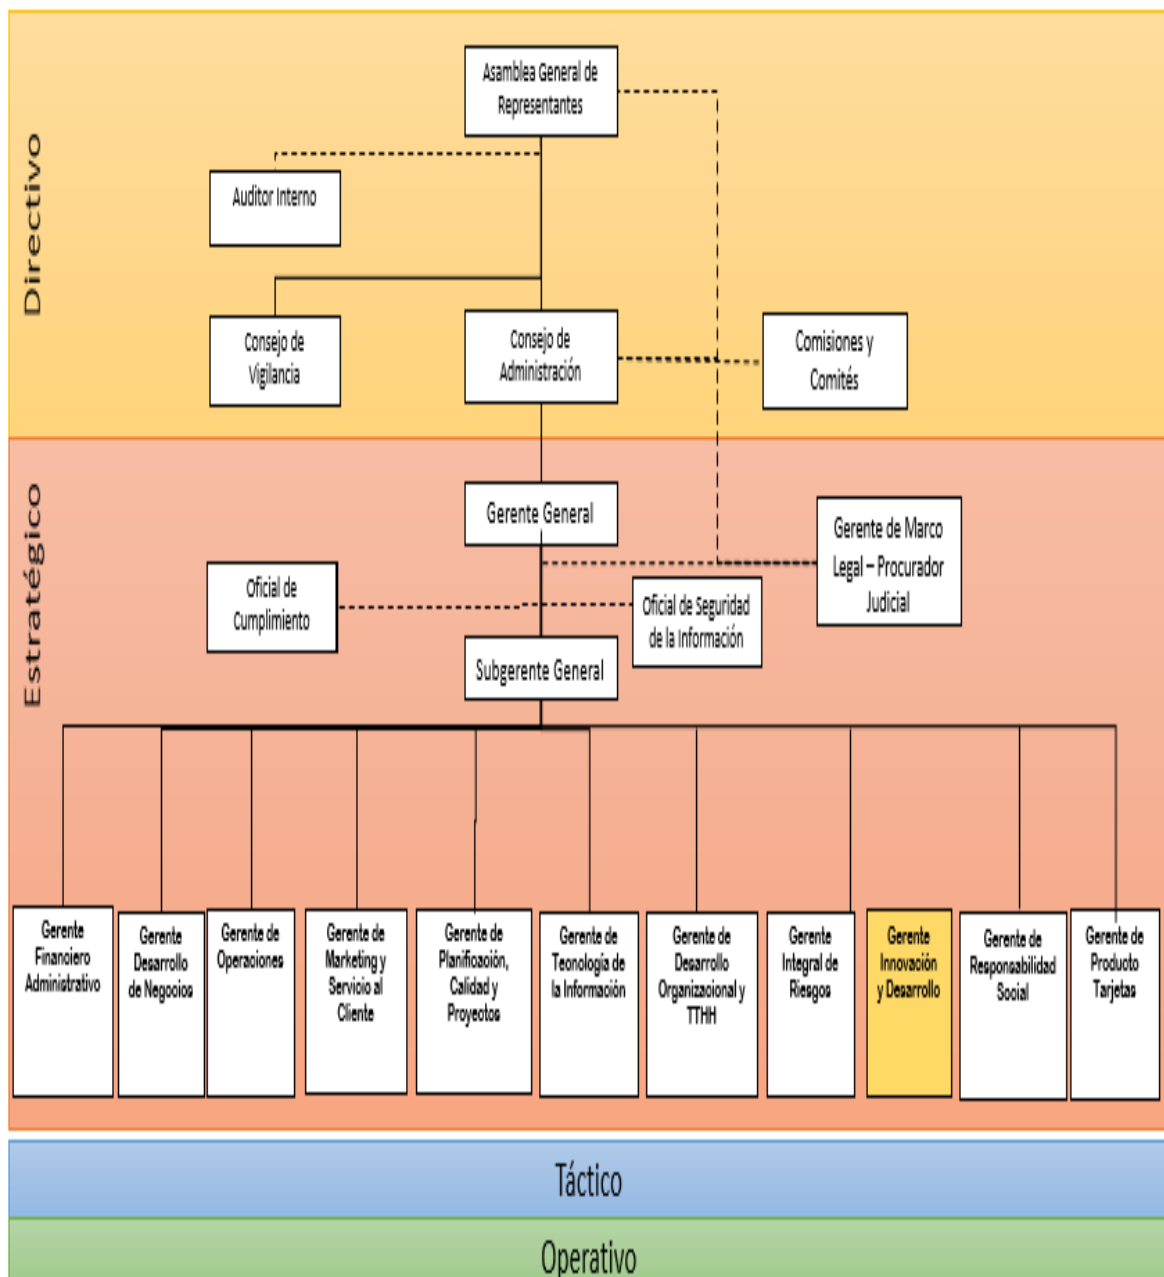 Directivo
Asamblea General de
Representantes
Auditor Interno
Consejo de
Vigilancia
Consejo de
Administración
Comisiones y
Comités
Estratégico
Gerente General
Gerente de Marco
Legal – Procurador
Judicial
Oficial de
Cumplimiento
Oficial de Seguridad
de la Información
Subgerente General
Gerente
Financiero
Administrativo
Gerente
Desarrollo
de Negocios
Gerente de
Operaciones
Gerente de
Marketing y
Servicio al
Cliente
Gerente de
Planificación,
Calidad y
Proyectos
Gerente de
Tecnología de
la Información
Gerente de
Desarrollo
Organizacional y
TTHH
Gerente
Integral de
Riesgos
Gerente
Innovación
y Desarrollo
Gerente de
Responsabilidad
Social
Gerente de
Producto
Tarjetas
Táctico
Operativo